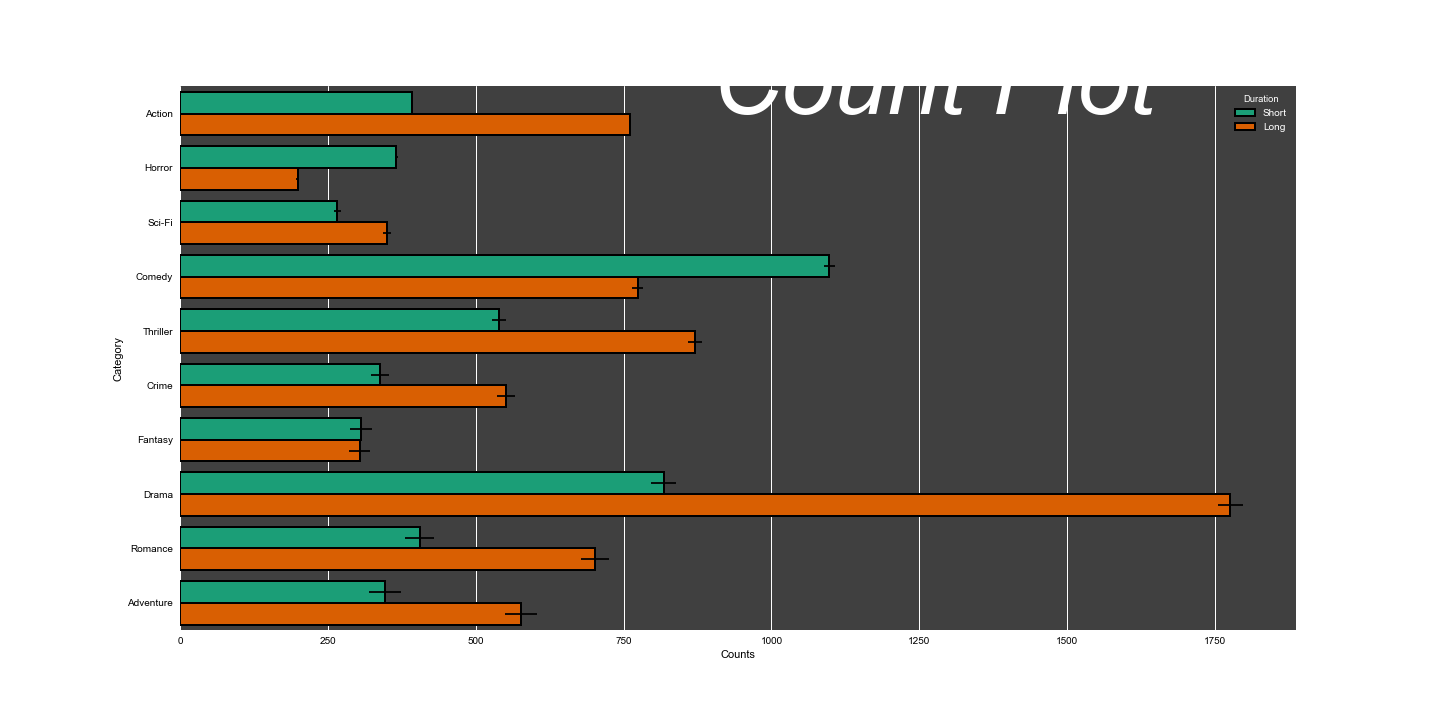 Count Plot
Duration
Short
Long
Action
Horror
Sci-Fi
Comedy
Thriller
Crime
Fantasy
Drama
Romance
Adventure
Category
0 250 500 750 1000 1250 1500 1750
Counts